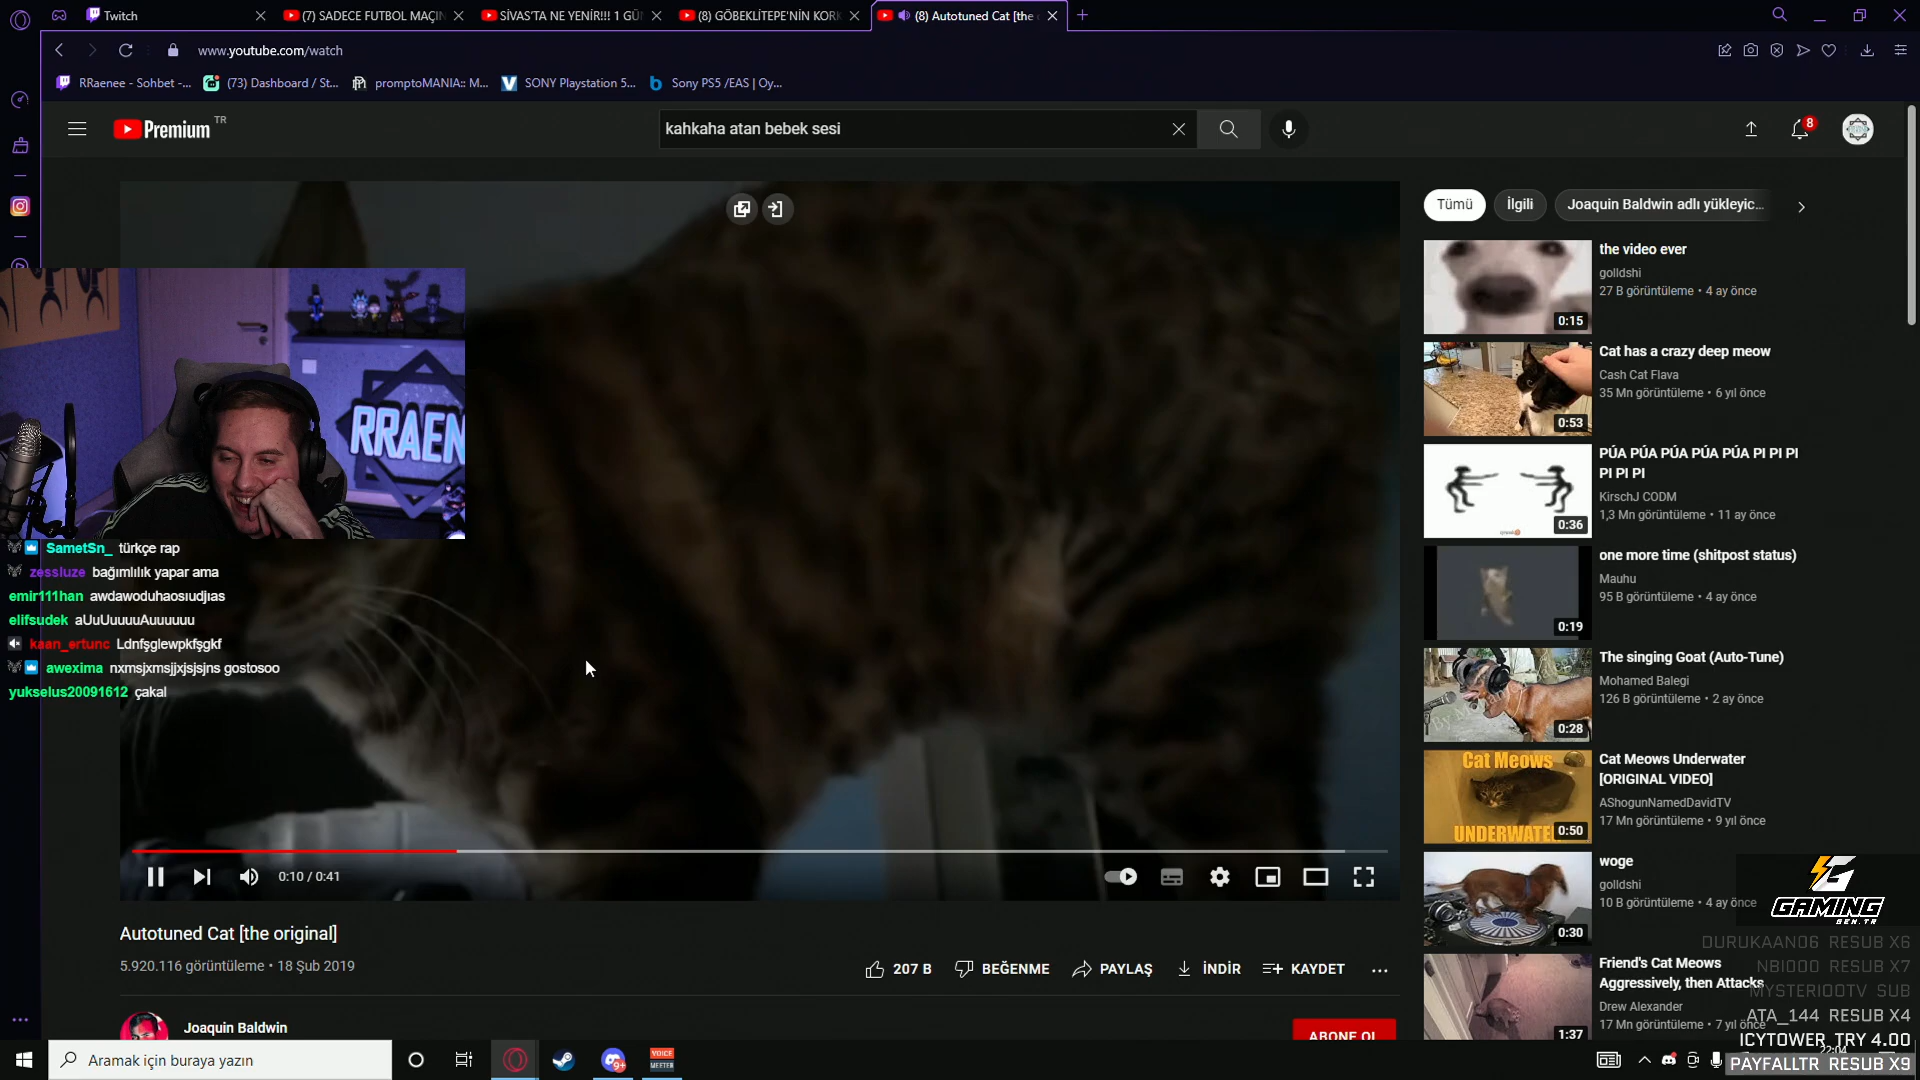 Twitch
(7) SADECE FUTBOL MAÇIN
SİVAS'TA NE YENİR!!! 1 GÜ
(8) GÖBEKLİTEPE'NİN KORK
(8) Autotuned Cat [the
www.youtube.com/watch
RRaenee - Sohbet -...
(73) Dashboard / St...
promptoMANIA:: M...
SONY Playstation 5...
Sony PS5 /EAS | Oy...
Premium TR
kahkaha atan bebek sesi
8
Tümü
İlgili
Joaquin Baldwin adlı yükleyic...
the video ever
golldshi
27 B görüntüleme • 4 ay önce
0:15
Cat has a crazy deep meow
Cash Cat Flava
35 Mn görüntüleme • 6 yıl önce
0:53
PÚA PÚA PÚA PÚA PÚA PI PI PI
PI PI PI
KirschJ CODM
1,3 Mn görüntüleme • 11 ay önce
0:36
one more time (shitpost status)
Mauhu
95 B görüntüleme • 4 ay önce
0:19
The singing Goat (Auto-Tune)
Mohamed Balegi
126 B görüntüleme • 2 ay önce
0:28
Cat Meows Underwater
[ORIGINAL VIDEO]
AShogunNamedDavidTV
17 Mn görüntüleme • 9 yıl önce
Cat Meows
UNDERWATE
0:50
woge
golldshi
10 B görüntüleme • 4 ay önce
0:30
Friend's Cat Meows
Aggressively, then Attacks
Drew Alexander
17 Mn görüntüleme • 7 yıl önce
1:37
RRAEN
SametSn_ türkçe rap
zessluze bağımlılık yapar ama
emir111han awdawoduhaosıudjıas
elifsudek aUuUuuuuAuuuuuu
kaan_ertunc Ldnfşglewpkfşgkf
awexima nxmsjxmsjjxjsjsjns gostosoo
yukselus20091612 çakal
0:10 / 0:41
Autotuned Cat [the original]
5.920.116 görüntüleme • 18 Şub 2019
207 B
BEĞENME
PAYLAŞ
İNDİR
KAYDET
Joaquin Baldwin
ABONE OL
GAMING
GEN.TR
DURUKAAN06 RESUB X6
NBI000 RESUB X7
MYSTERIOOTV SUB
ATA_144 RESUB X4
ICYTOWER_TRY 4.00
PAYFALLTR RESUB X9
Aramak için buraya yazın
9+
VOICE
MEETER
22:04